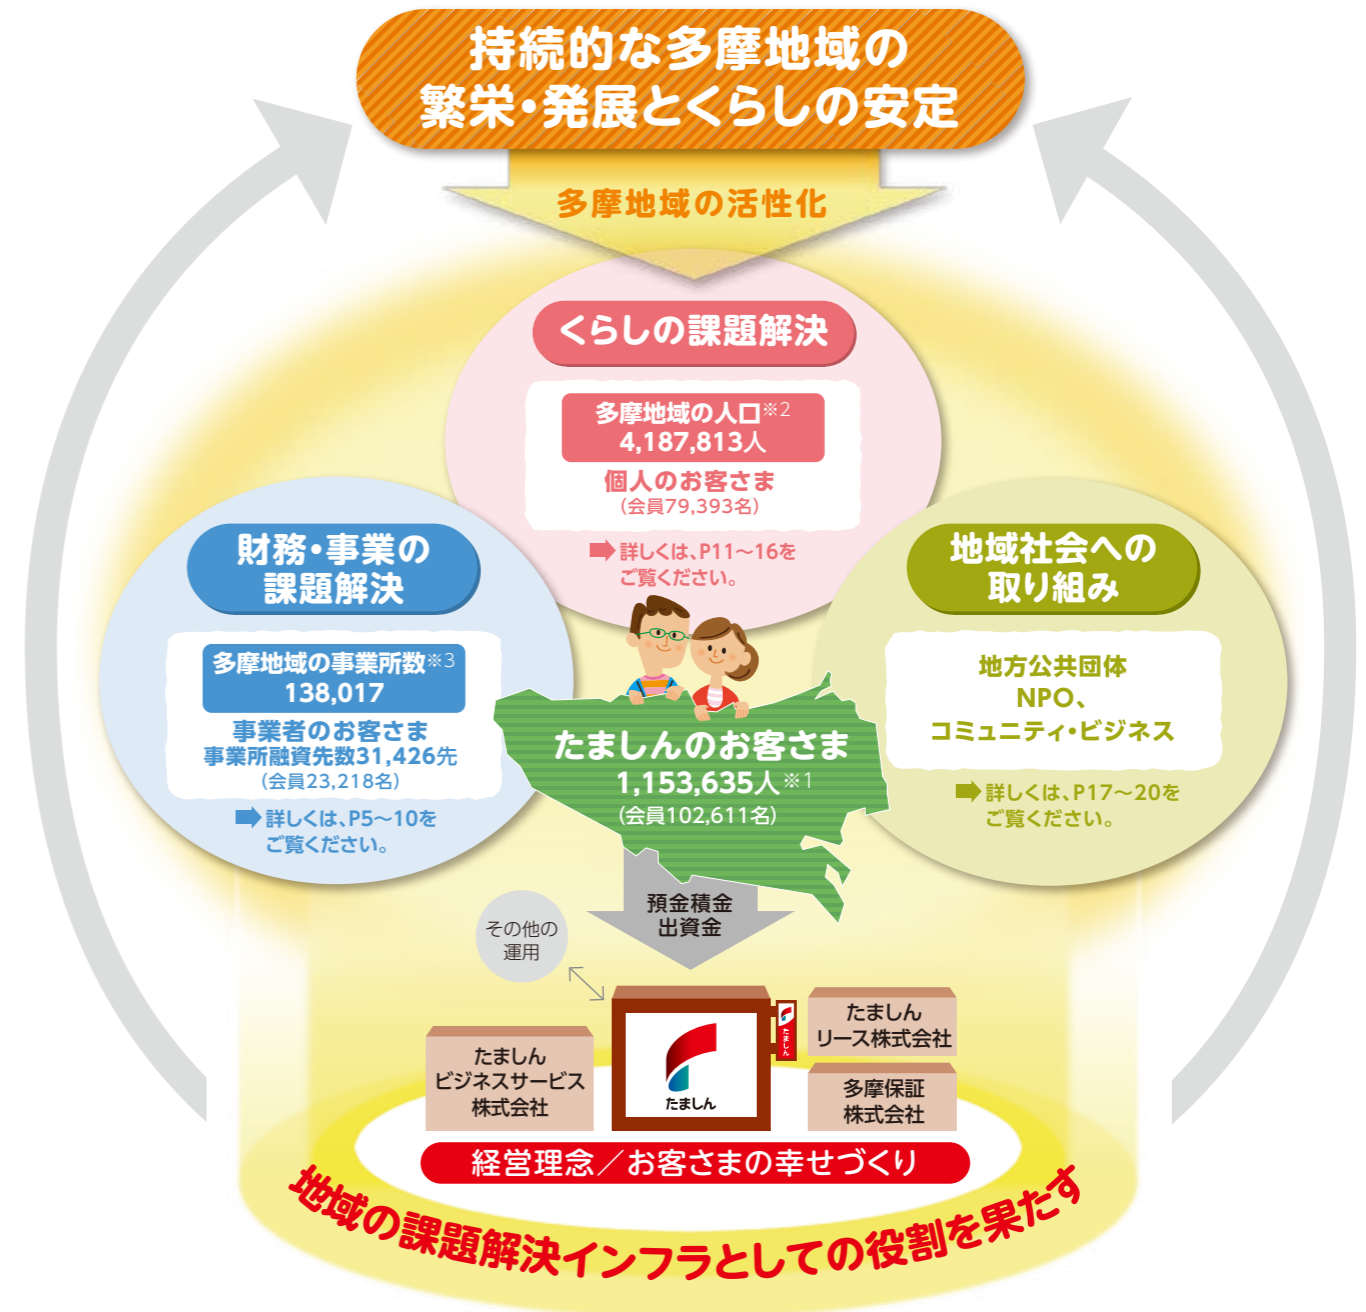 持続的な多摩地域の
繁栄・発展とくらしの安定
多摩地域の活性化
くらしの課題解決
多摩地域の人口※2
4,187,813人
個人のお客さま
(会員79,393名)
詳しくは、P11〜16を
ご覧ください。
財務・事業の
課題解決
多摩地域の事業所数※3
138,017
事業者のお客さま
事業所融資先数31,426先
(会員23,218名)
詳しくは、P5〜10を
ご覧ください。
地域社会への
取り組み
地方公共団体
NPO、
コミュニティ・ビジネス
詳しくは、P17〜20を
ご覧ください。
たましんのお客さま
1,153,635人※1
(会員102,611名)
預金積金
出資金
その他の
運用
たましん
ビジネスサービス
株式会社
たましん
たましん
たましん
リース株式会社
多摩保証
株式会社
経営理念／お客さまの幸せづくり
地域の課題解決インフラとしての役割を果たす